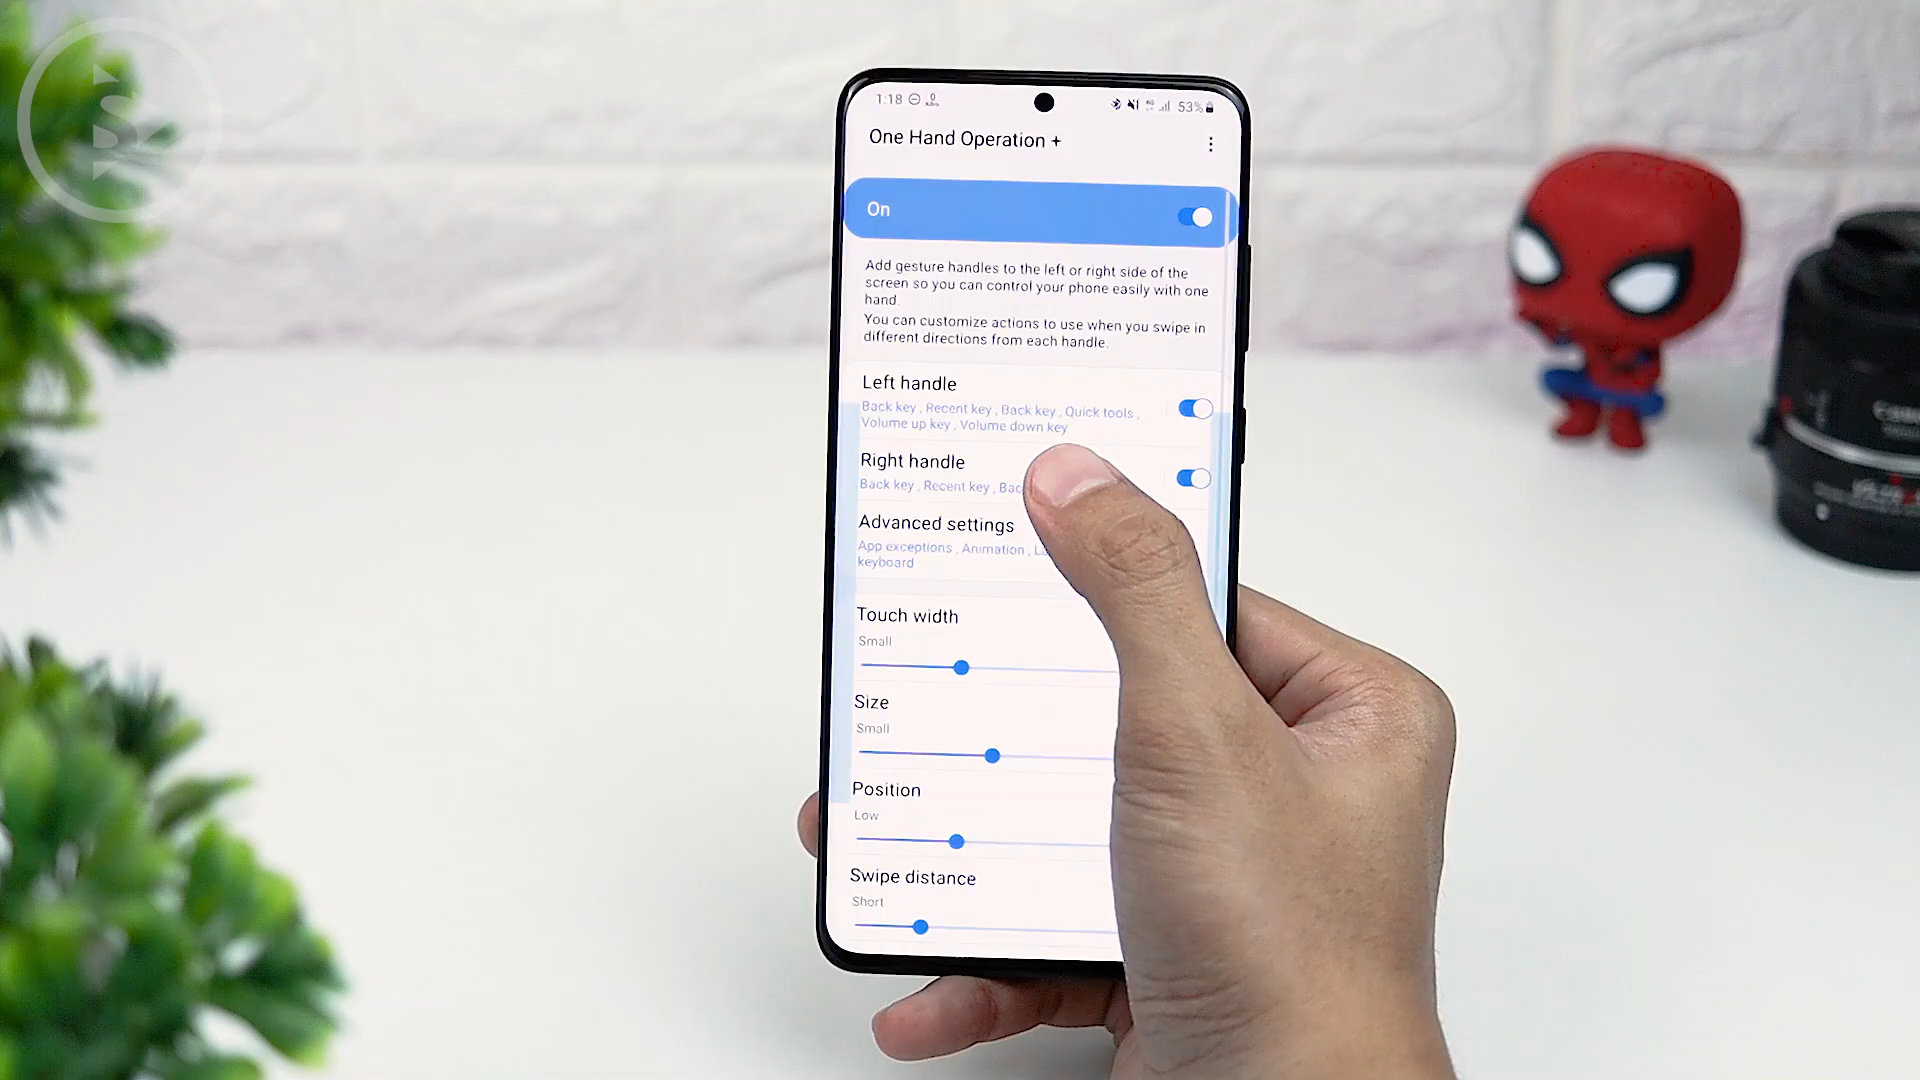 S
1:18
53%
One Hand Operation +
On
Add gesture handles to the left or right side of the
screen so you can control your phone easily with one
hand.
You can customize actions to use when you swipe in
different directions from each handle.
Left handle
Back key , Recent key , Back key , Quick tools ,
Volume up key , Volume down key
Right handle
Back key , Recent key ,
Advanced settings
App exceptions , Animation ,
keyboard
Touch width
Small
Size
Small
Position
Low
Swipe distance
Short